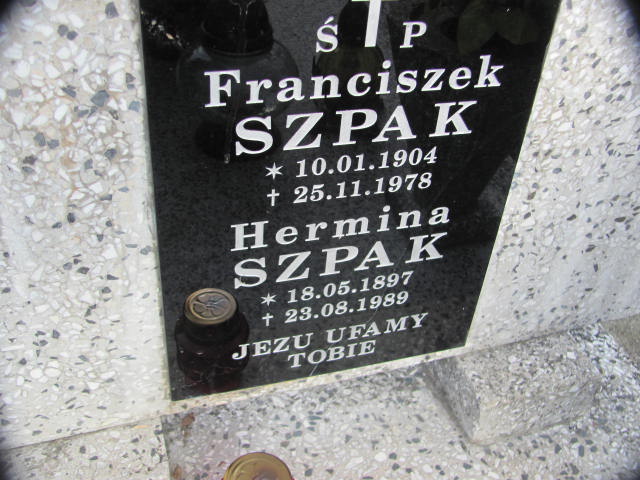 Ś P
Franciszek
SZPAK
* 10.01.1904
† 25.11.1978
Hermina
SZPAK
* 18.05.1897
† 23.08.1989
JEZU UFAMY
TOBIE